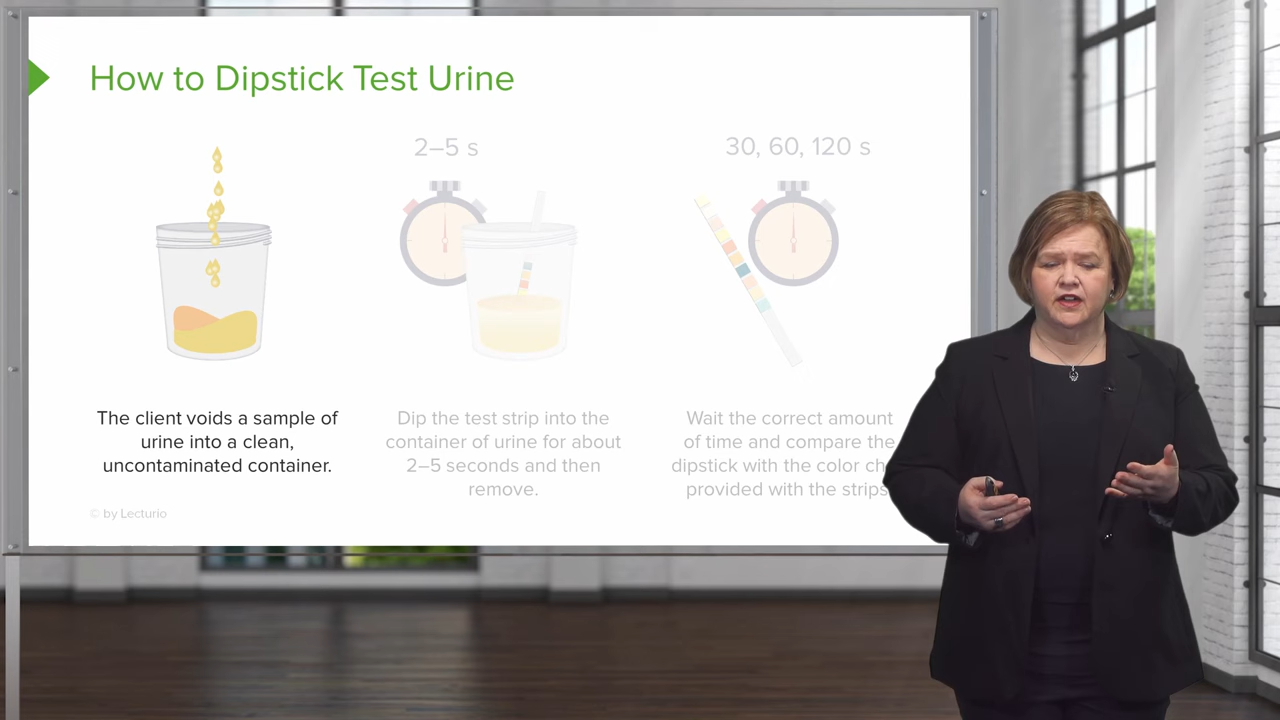 How to Dipstick Test Urine
2–5 s
30, 60, 120 s
The client voids a sample of
urine into a clean,
uncontaminated container.
Dip the test strip into the
container of urine for about
2–5 seconds and then
remove.
Wait the correct amount
of time and compare the
dipstick with the color
provided with the strips
© by Lecturio